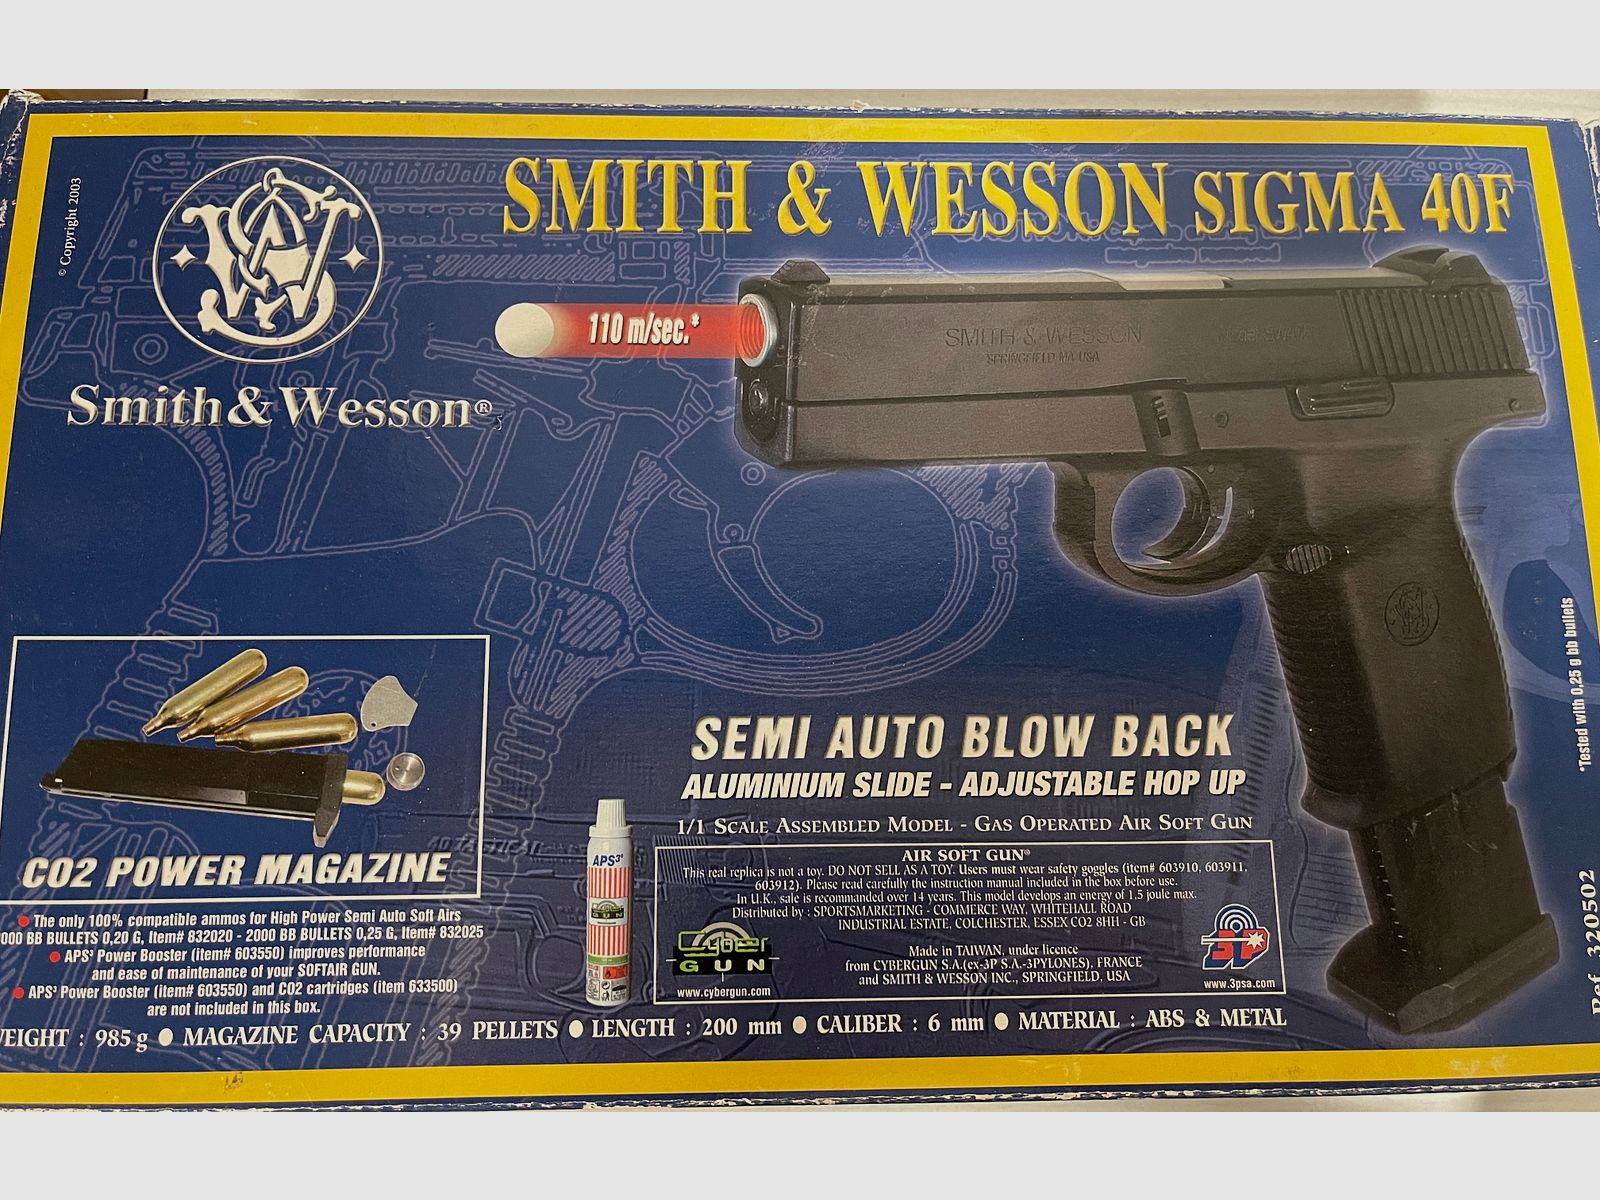 © Copyright 2003
SMITH & WESSON SIGMA 40F
Smith&Wesson®
110 m/sec.*
SMITH & WESSON
SPRINGFIELD, MA USA
SEMI AUTO BLOW BACK
ALUMINIUM SLIDE - ADJUSTABLE HOP UP
1/1 SCALE ASSEMBLED MODEL - GAS OPERATED AIR SOFT GUN
CO2 POWER MAGAZINE
The only 100% compatible ammos for High Power Semi Auto Soft Airs
000 BB BULLETS 0,20 G, Item# 832020 - 2000 BB BULLETS 0,25 G, Item# 832025
APS³ Power Booster (item# 603550) improves performance
and ease of maintenance of your SOFTAIR GUN.
APS³ Power Booster (item# 603550) and CO2 cartridges (item 633500)
are not included in this box.
APS³
AIR SOFT GUN®
This real replica is not a toy. DO NOT SELL AS A TOY. Users must wear safety goggles (item# 603910, 603911,
603912). Please read carefully the instruction manual included in the box before use.
In U.K., sale is recommended over 14 years. This model develops an energy of 1.5 joule max.
Distributed by : SPORTSMARKETING - COMMERCE WAY, WHITEHALL ROAD
INDUSTRIAL ESTATE, COLCHESTER, ESSEX CO2 8HH - GB
Made in TAIWAN, under licence
from CYBERGUN S.A.(ex-3P S.A.-3PYLONES), FRANCE
and SMITH & WESSON INC., SPRINGFIELD, USA
Cyber
GUN
www.cybergun.com
3P
www.3psa.com
EIGHT : 985 g ● MAGAZINE CAPACITY : 39 PELLETS ● LENGTH : 200 mm ● CALIBER : 6 mm ● MATERIAL : ABS & METAL
*Tested with 0,25 g bb bullets
Ref. 320502